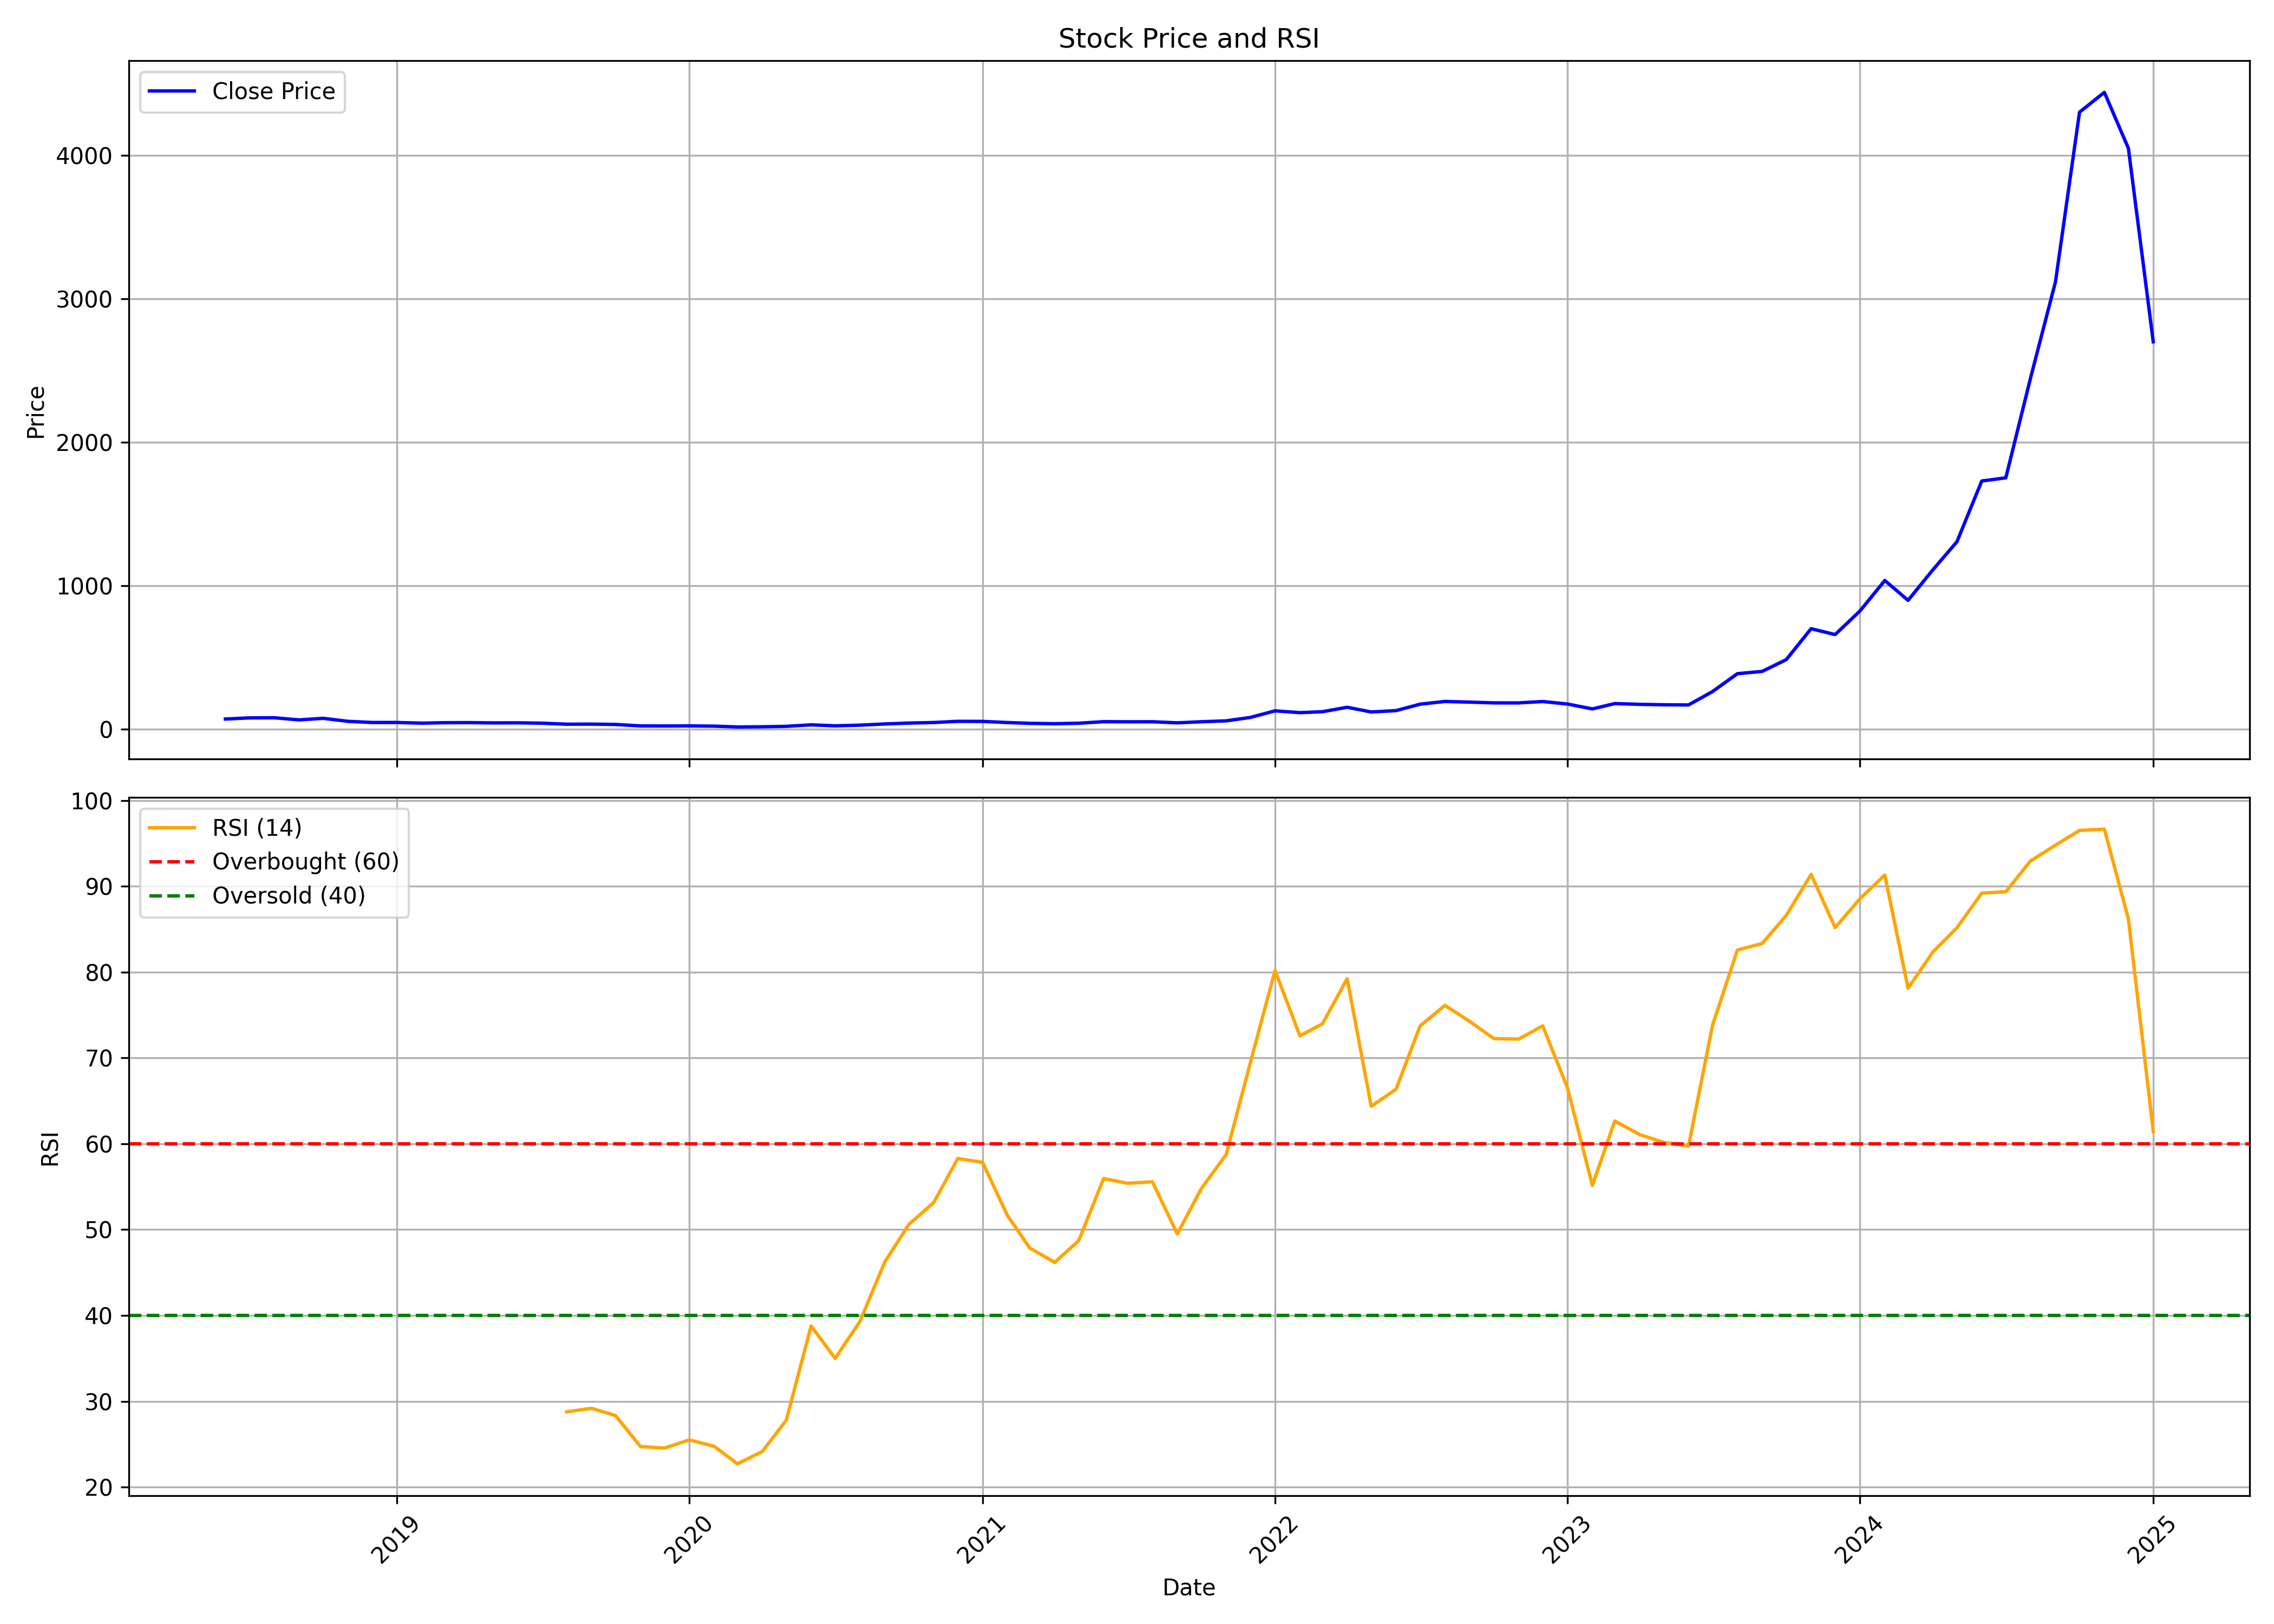 Stock Price and RSI
Close Price
4000
3000
2000
1000
0
Price
100
90
80
70
60
50
40
30
20
RSI
RSI (14)
Overbought (60)
Oversold (40)
2019
2020
2021
2022
2023
2024
2025
Date